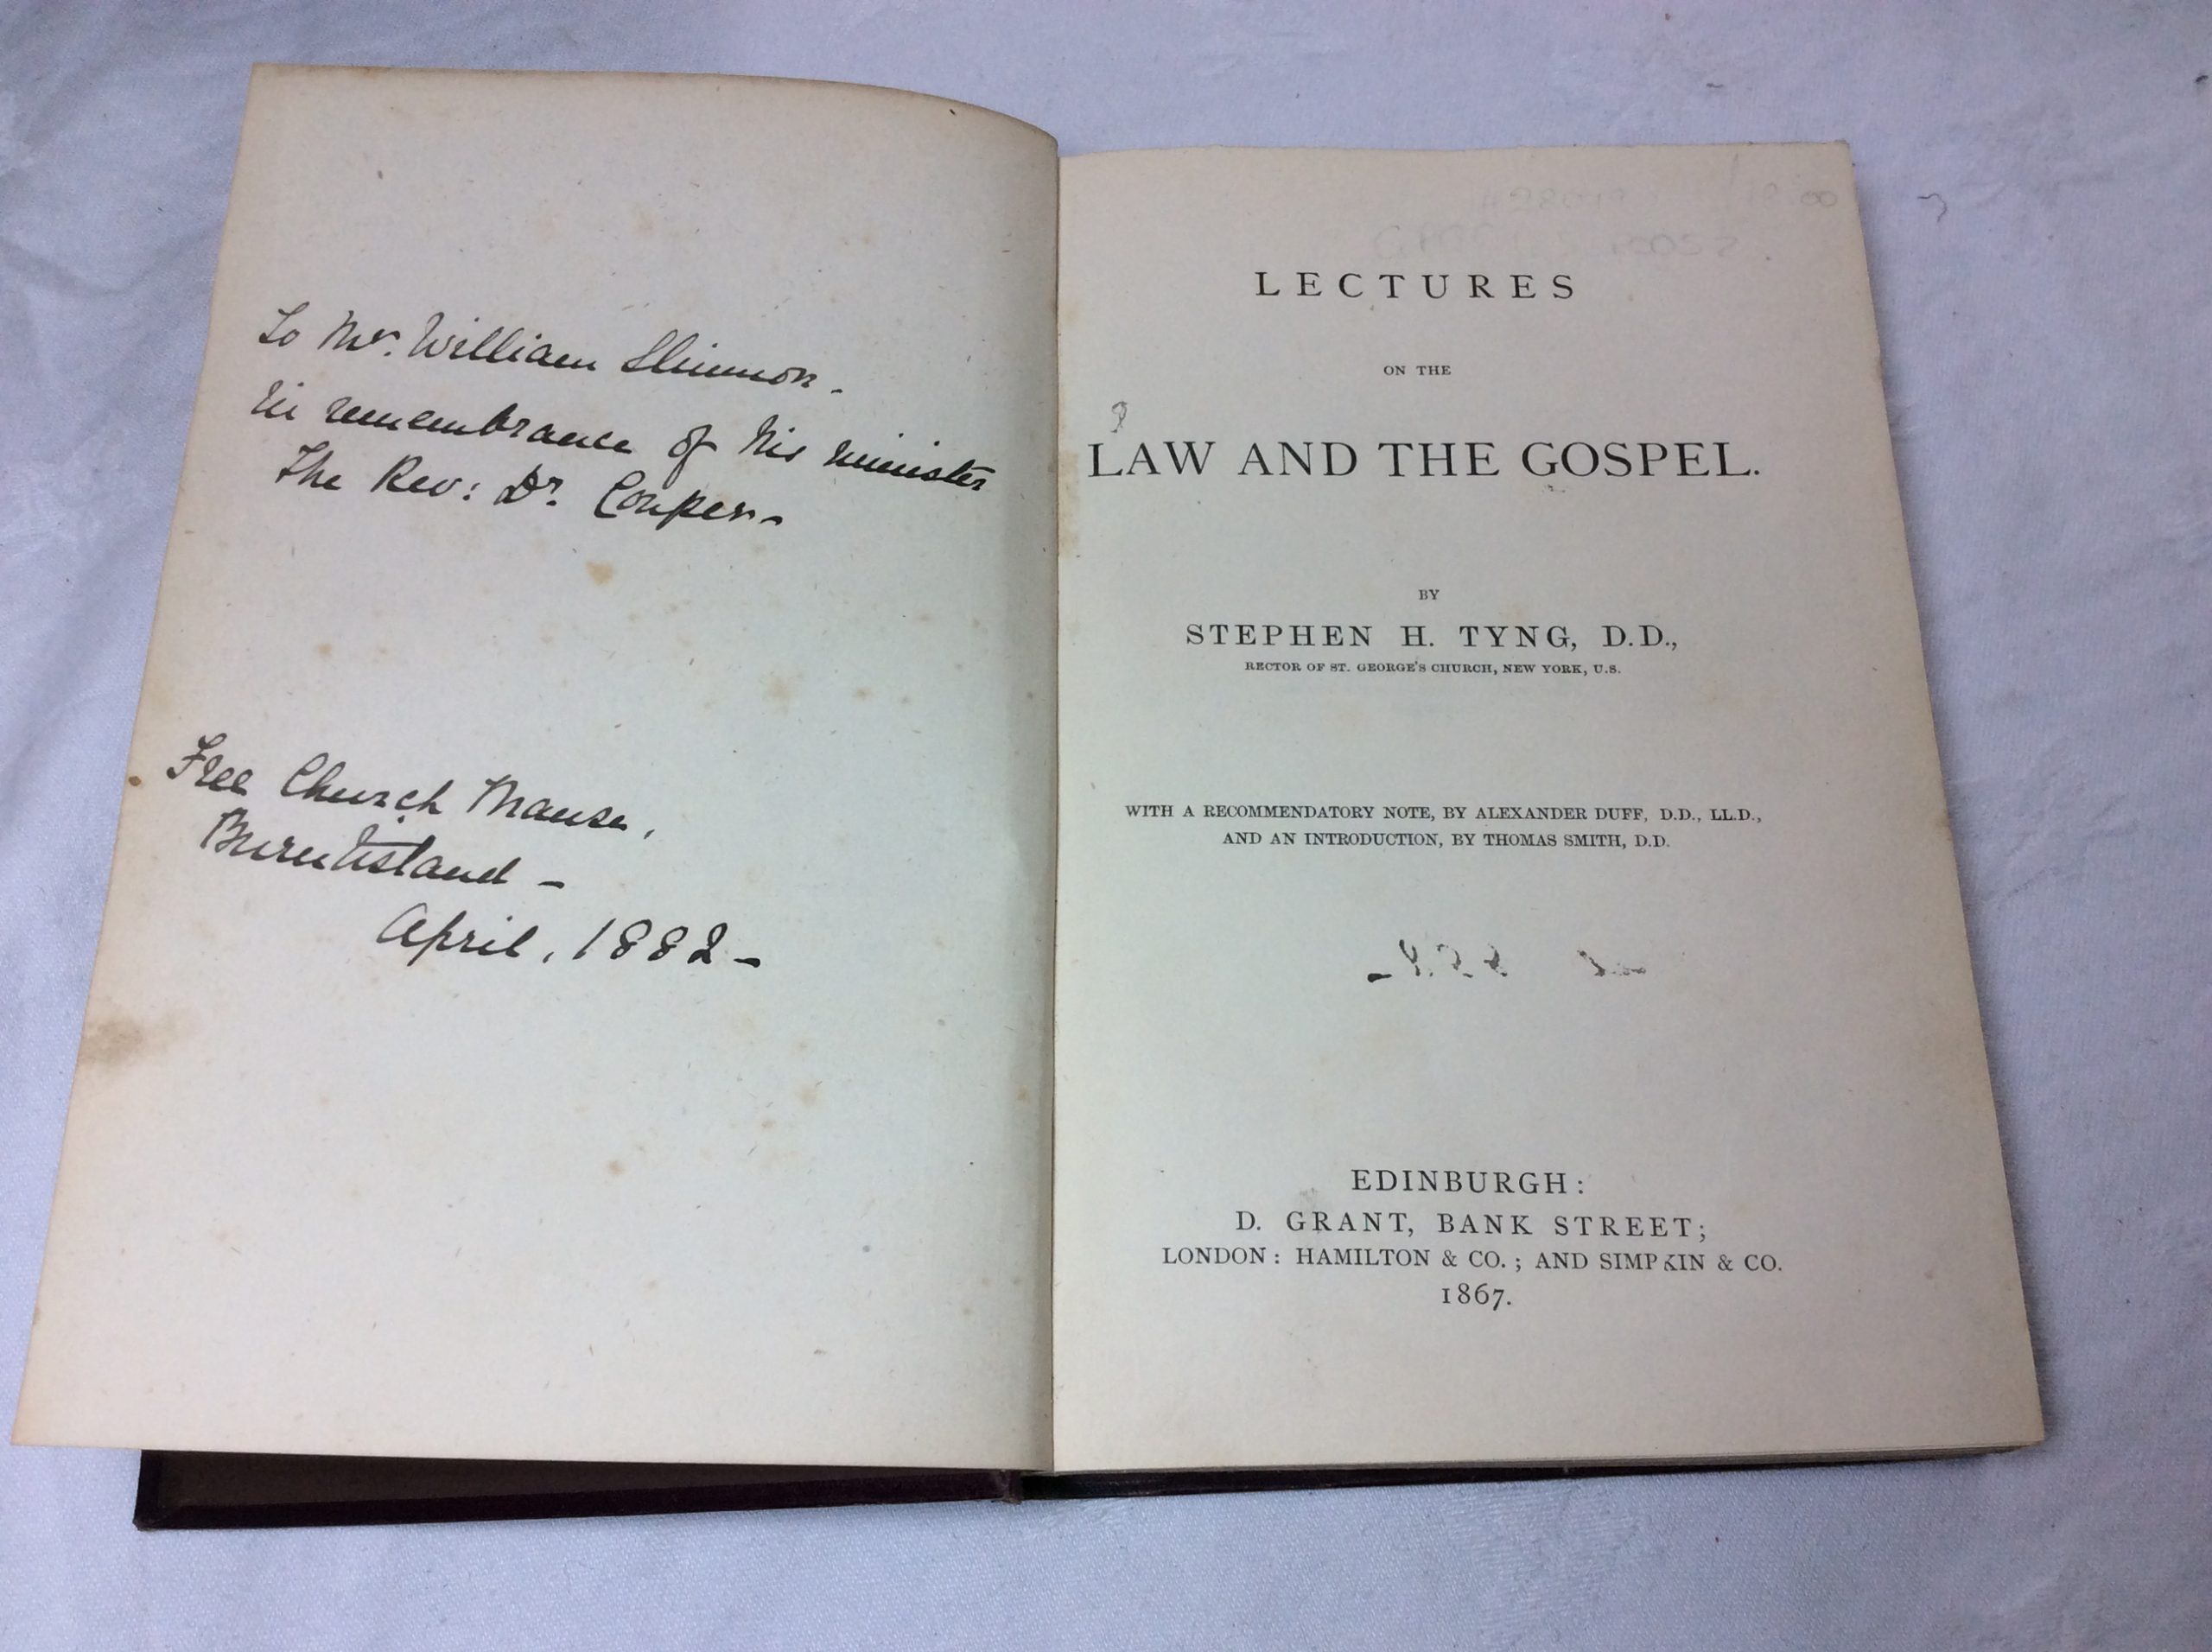 To Mr. William Shimmon.
In remembrance of his minister
The Rev: Dr. Couper.
Free Church Manse,
Burntisland -
April, 1882 -
LECTURES
ON THE
LAW AND THE GOSPEL.
BY
STEPHEN H. TYNG, D.D.,
RECTOR OF ST. GEORGE'S CHURCH, NEW YORK, U.S.
WITH A RECOMMENDATORY NOTE, BY ALEXANDER DUFF, D.D., LL.D.,
AND AN INTRODUCTION, BY THOMAS SMITH, D.D.
EDINBURGH:
D. GRANT, BANK STREET;
LONDON: HAMILTON & CO.; AND SIMPKIN & CO.
1867.